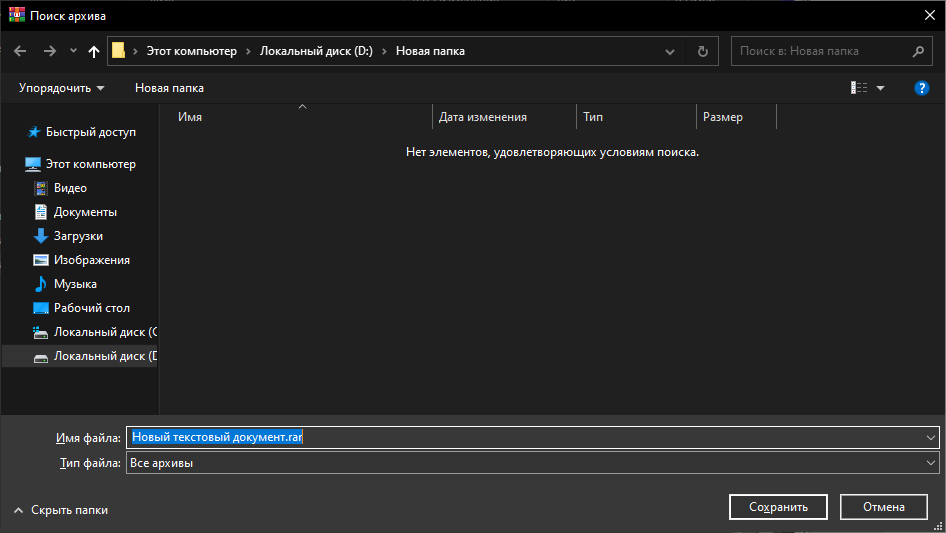 Поиск архива
Этот компьютер Локальный диск (D:) Новая папка
Поиск в: Новая папка
Упорядочить Новая папка
?
Имя Дата изменения Тип Размер
Нет элементов, удовлетворяющих условиям поиска.
Быстрый доступ
Этот компьютер
Видео
Документы
Загрузки
Изображения
Музыка
Рабочий стол
Локальный диск (C
Локальный диск (D
Имя файла: Новый текстовый документ.rar
Тип файла: Все архивы
Скрыть папки
Сохранить Отмена